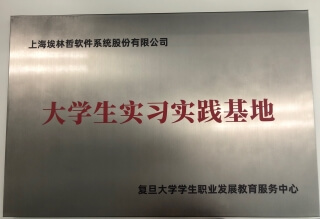 上海埃林哲软件系统股份有限公司
大学生实习实践基地
复旦大学学生职业发展教育服务中心